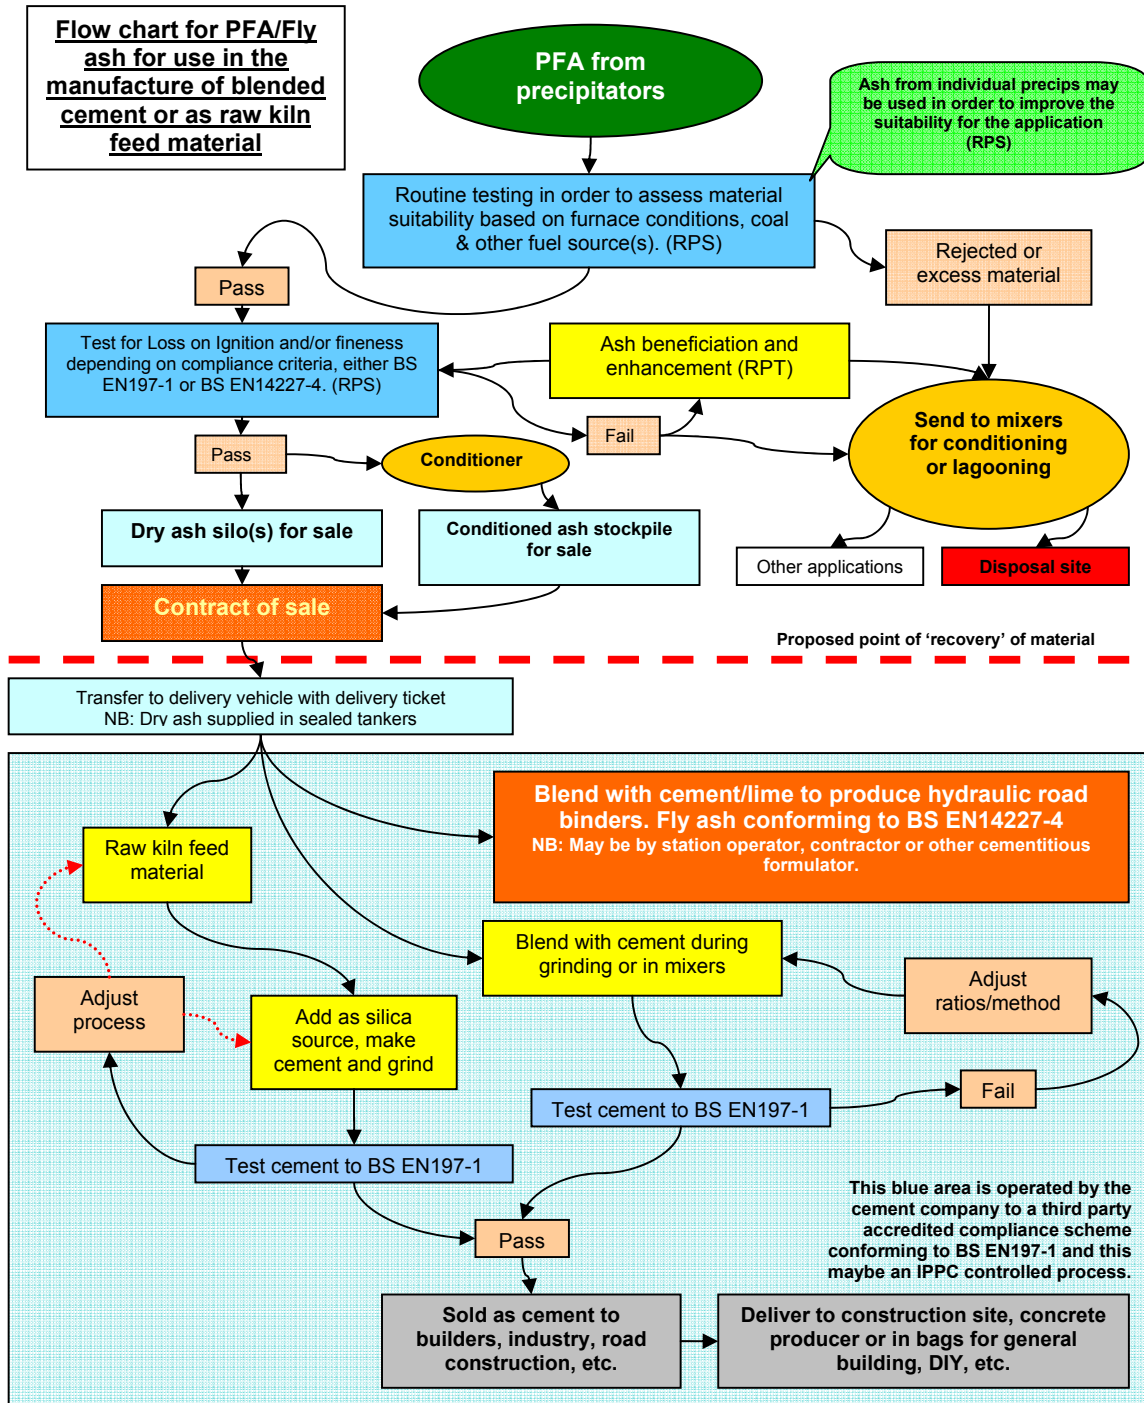 Flow chart for PFA/Fly
ash for use in the
manufacture of blended
cement or as raw kiln
feed material
PFA from
precipitators
Ash from individual precips may
be used in order to improve the
suitability for the application
(RPS)
Routine testing in order to assess material
suitability based on furnace conditions, coal
& other fuel source(s). (RPS)
Rejected or
excess material
Pass
Test for Loss on Ignition and/or fineness
depending on compliance criteria, either BS
EN197-1 or BS EN14227-4. (RPS)
Ash beneficiation and
enhancement (RPT)
Fail
Send to mixers
for conditioning
or lagooning
Pass
Conditioner
Dry ash silo(s) for sale
Conditioned ash stockpile
for sale
Other applications
Disposal site
Contract of sale
Proposed point of ‘recovery’ of material
Transfer to delivery vehicle with delivery ticket
NB: Dry ash supplied in sealed tankers
Blend with cement/lime to produce hydraulic road
binders. Fly ash conforming to BS EN14227-4
NB: May be by station operator, contractor or other cementitious
formulator.
Raw kiln feed
material
Blend with cement during
grinding or in mixers
Adjust
ratios/method
Adjust
process
Add as silica
source, make
cement and grind
Fail
Test cement to BS EN197-1
Test cement to BS EN197-1
This blue area is operated by the
cement company to a third party
accredited compliance scheme
conforming to BS EN197-1 and this
maybe an IPPC controlled process.
Pass
Sold as cement to
builders, industry, road
construction, etc.
Deliver to construction site, concrete
producer or in bags for general
building, DIY, etc.